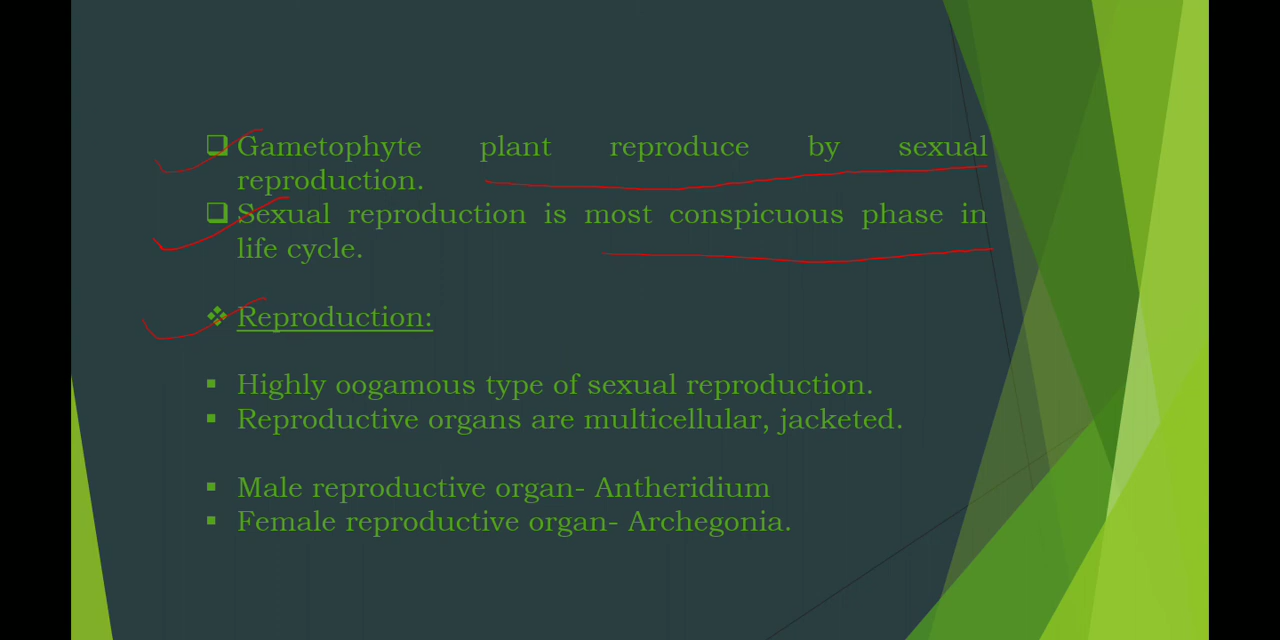 Gametophyte plant reproduce by sexual
reproduction.
Sexual reproduction is most conspicuous phase in
life cycle.
Reproduction:
Highly oogamous type of sexual reproduction.
Reproductive organs are multicellular, jacketed.
Male reproductive organ- Antheridium
Female reproductive organ- Archegonia.